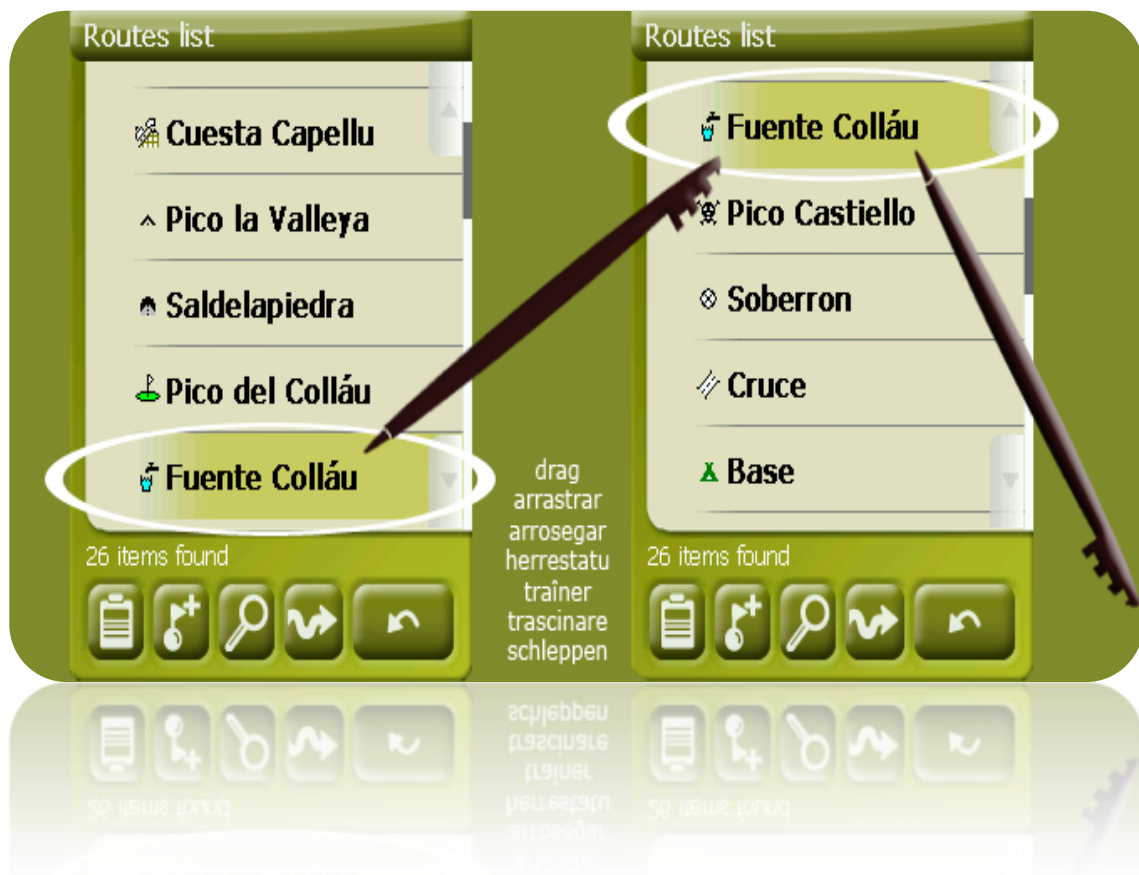 Routes list
Cuesta Capellu
Pico la Valleya
Saldelapiedra
Pico del Colláu
Fuente Colláu
26 items found
drag
arrastrar
arrosegar
herrestatu
traîner
trascinare
schleppen
Routes list
Fuente Colláu
Pico Castiello
Soberron
Cruce
Base
26 items found